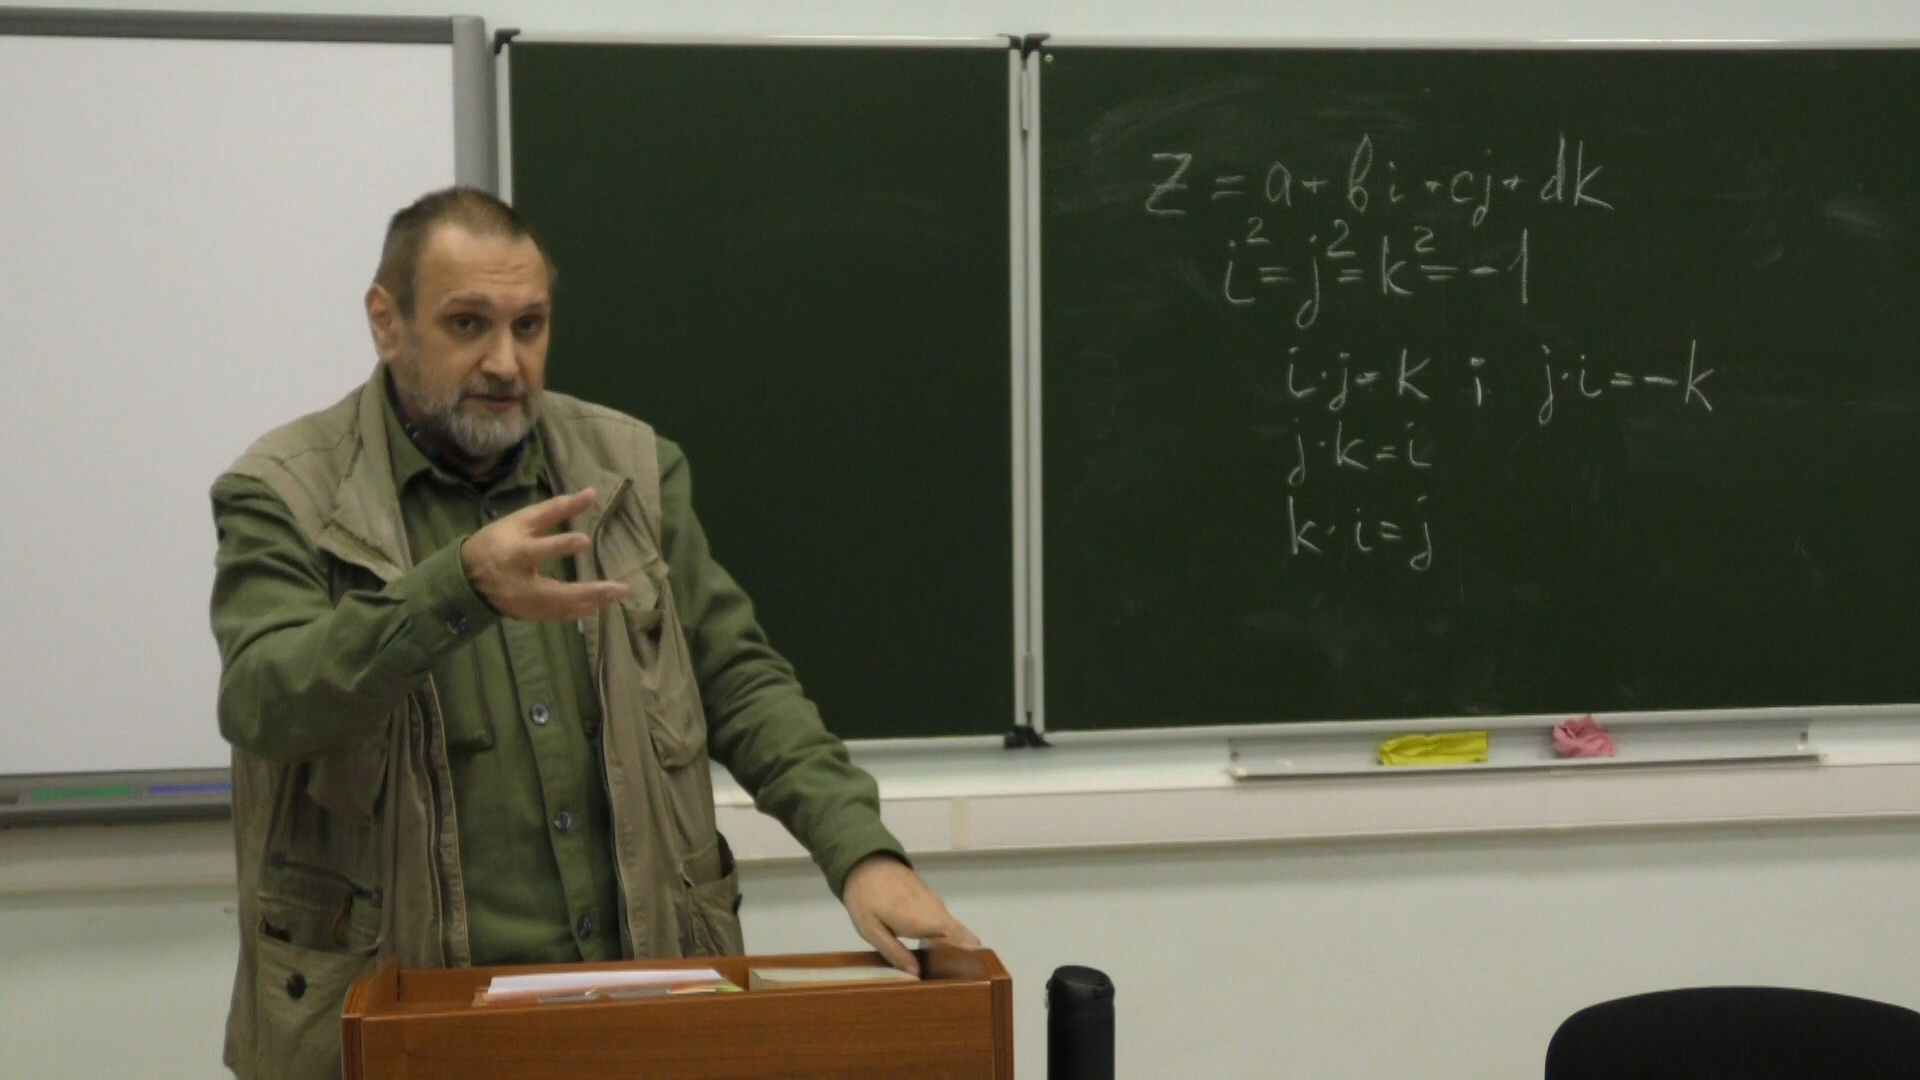 Z = a + bi + cj + dk
i² = j² = k² = -1
i·j = k ; j·i = -k
j·k = i
k·i = j